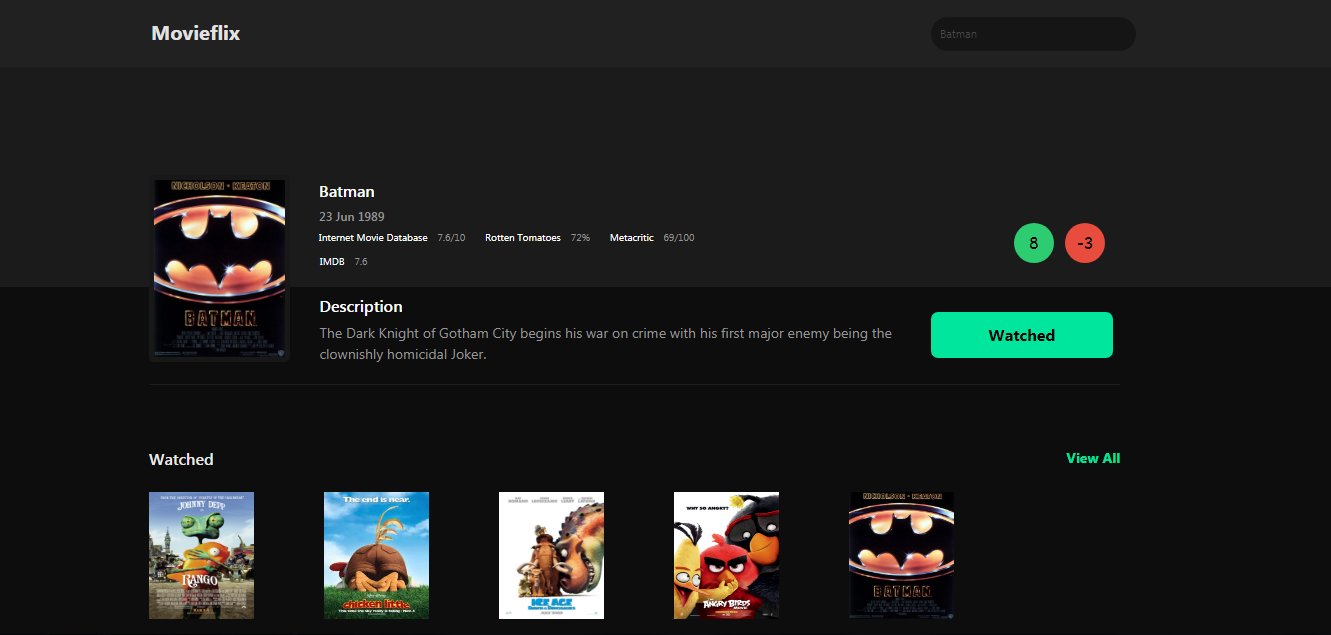 Movieflix
Batman
NICHOLSON • KEATON
BATMAN
Batman
23 Jun 1989
Internet Movie Database 7.6/10 Rotten Tomatoes 72% Metacritic 69/100
IMDB 7.6
8 -3
Description
The Dark Knight of Gotham City begins his war on crime with his first major enemy being the
clownishly homicidal Joker.
Watched
Watched
View All
JOHNNY DEPP
RANGO
The end is near.
chicken little
ICE AGE
WHY SO ANGRY?
ANGRY BIRDS
NICHOLSON • KEATON
BATMAN